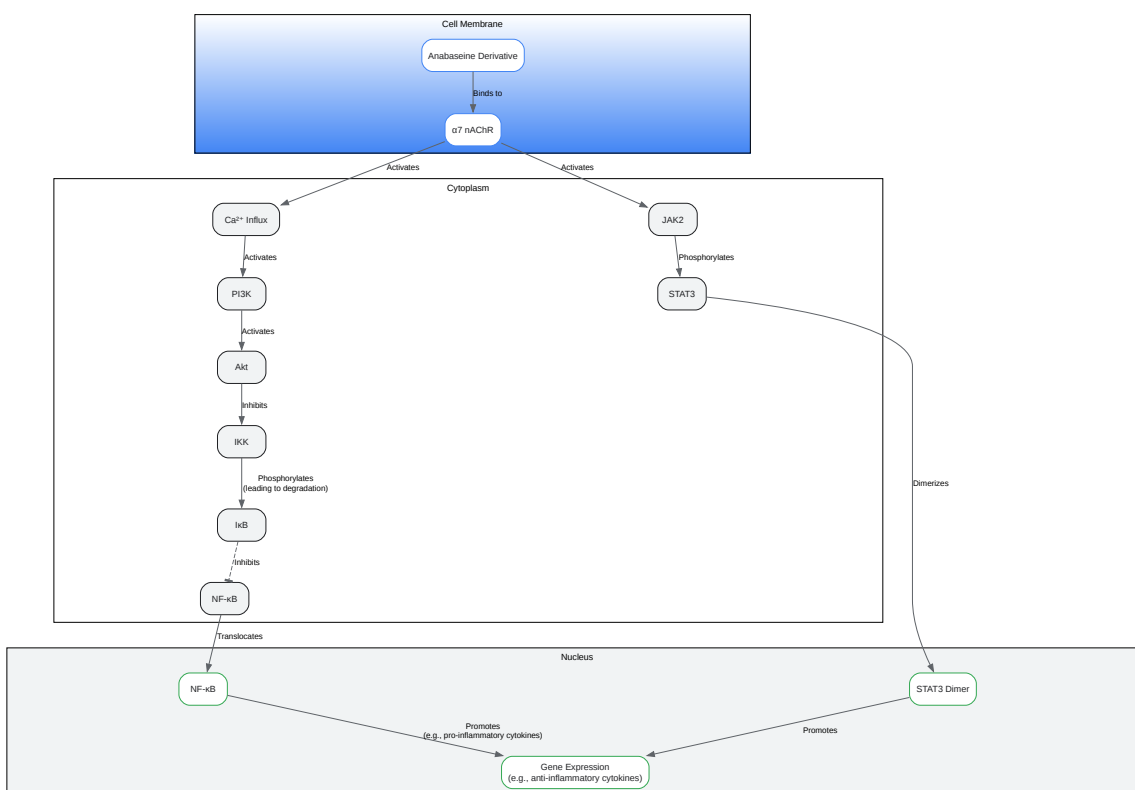 Cell Membrane
Anabaseine Derivative
Binds to
α7 nAChR
Activates
Activates
Cytoplasm
Ca²⁺ Influx
JAK2
Activates
Phosphorylates
PI3K
STAT3
Activates
Akt
Inhibits
IKK
Phosphorylates
(leading to degradation)
Dimerizes
IκB
Inhibits
NF-κB
Translocates
Nucleus
NF-κB
STAT3 Dimer
Promotes
(e.g., pro-inflammatory cytokines)
Promotes
Gene Expression
(e.g., anti-inflammatory cytokines)